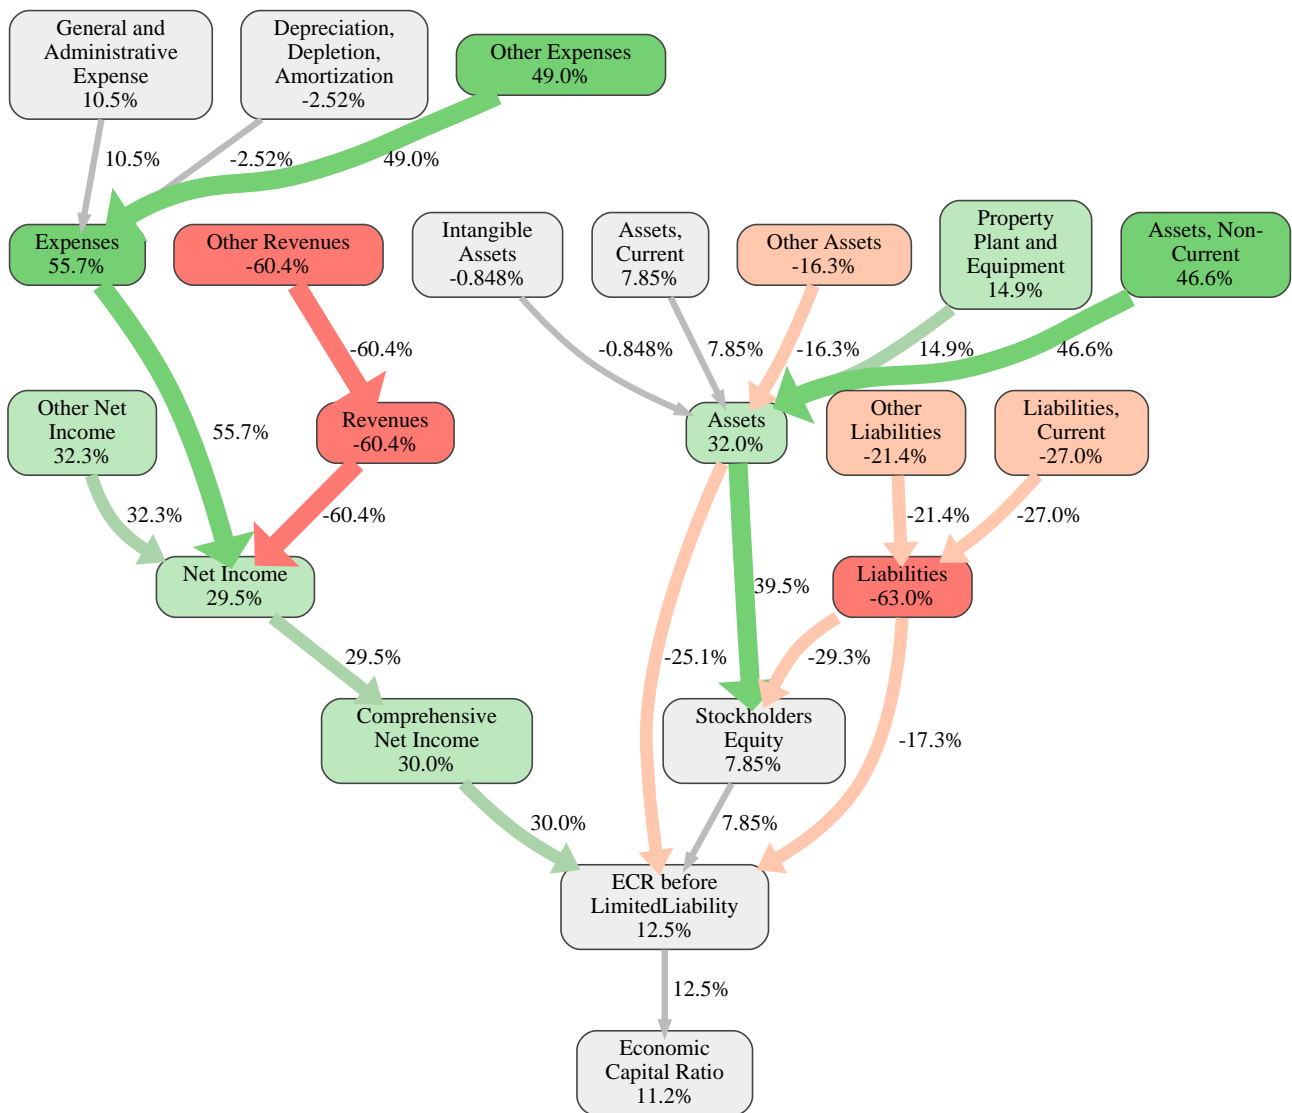 General and
Administrative
Expense
10.5%
Depreciation,
Depletion,
Amortization
-2.52%
Other Expenses
49.0%
10.5%
-2.52%
49.0%
Expenses
55.7%
Other Revenues
-60.4%
Intangible
Assets
-0.848%
Assets,
Current
7.85%
Other Assets
-16.3%
Property
Plant and
Equipment
14.9%
Assets, Non-
Current
46.6%
-60.4%
-0.848%
7.85%
-16.3%
14.9%
46.6%
Other Net
Income
32.3%
55.7%
Revenues
-60.4%
Assets
32.0%
Other
Liabilities
-21.4%
Liabilities,
Current
-27.0%
32.3%
-60.4%
-21.4%
-27.0%
Net Income
29.5%
39.5%
Liabilities
-63.0%
29.5%
-25.1%
-29.3%
Comprehensive
Net Income
30.0%
Stockholders
Equity
7.85%
-17.3%
30.0%
7.85%
ECR before
LimitedLiability
12.5%
12.5%
Economic
Capital Ratio
11.2%